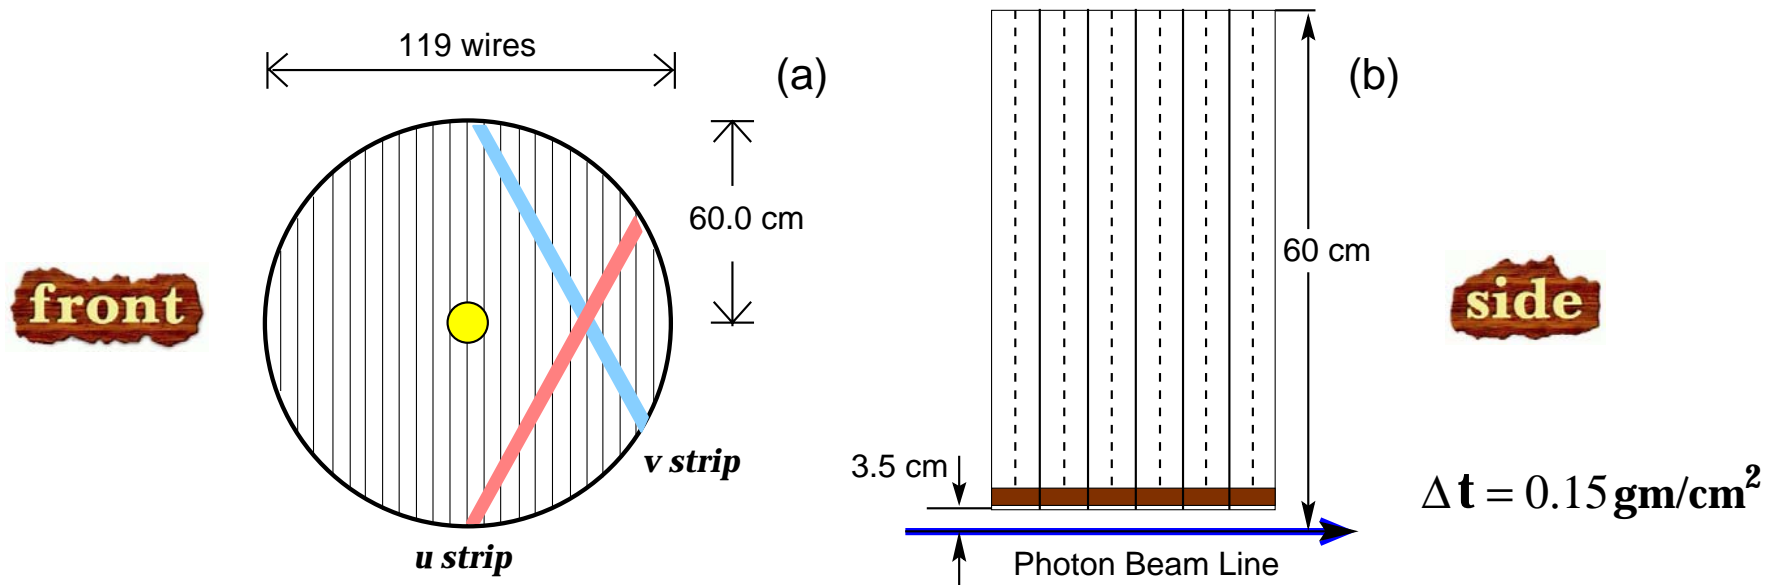 119 wires
(a)
60.0 cm
front
v strip
u strip
(b)
60 cm
side
3.5 cm
Δ t = 0.15 gm/cm²
Photon Beam Line